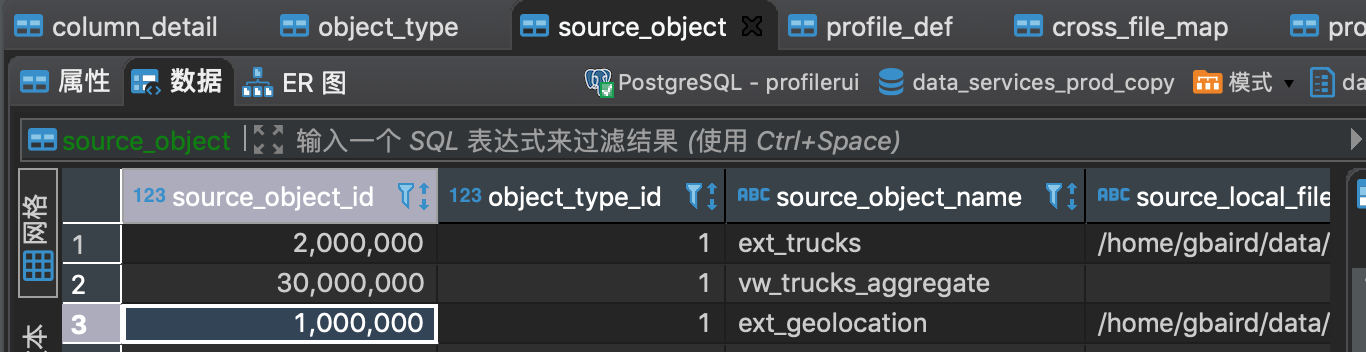 column_detail object_type source_object profile_def cross_file_map pro
属性 数据 ER 图 PostgreSQL - profilerui data_services_prod_copy 模式 da
source_object 输入一个 SQL 表达式来过滤结果 (使用 Ctrl+Space)
网格
本
123 source_object_id 123 object_type_id ABC source_object_name ABC source_local_file
1 2,000,000 1 ext_trucks /home/gbaird/data/
2 30,000,000 1 vw_trucks_aggregate
3 1,000,000 1 ext_geolocation /home/gbaird/data/